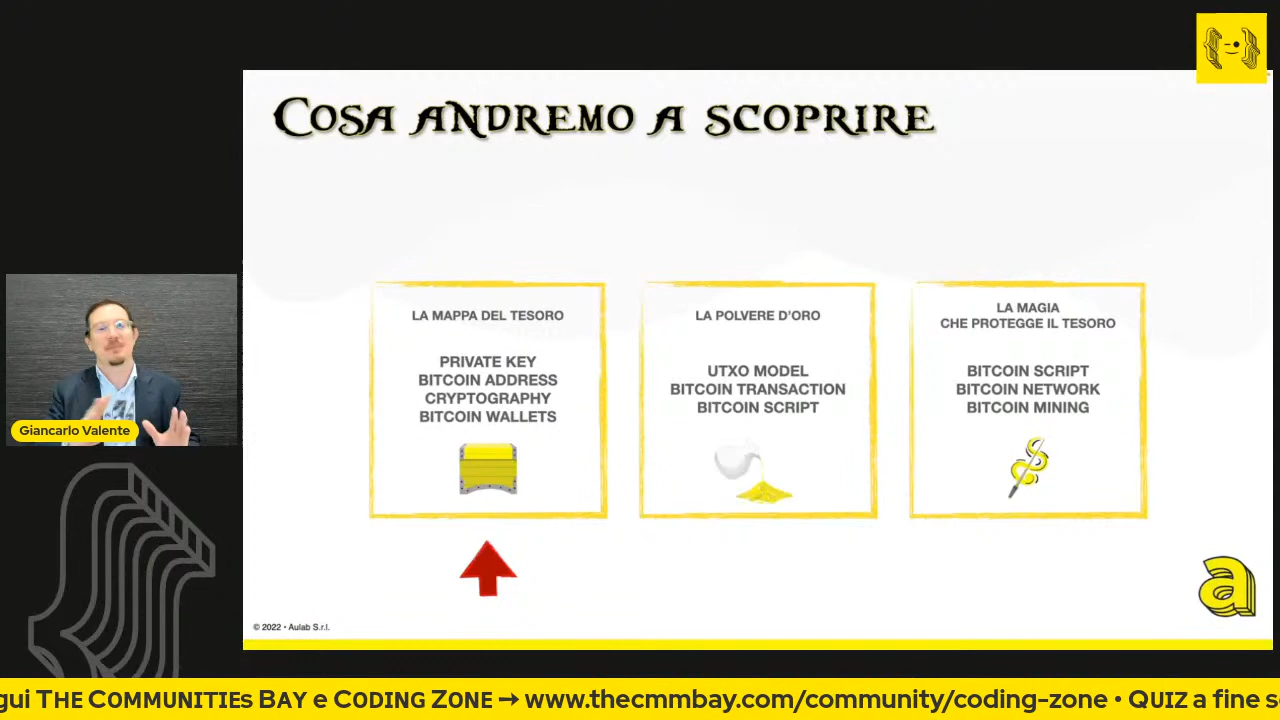 Cosa andremo a scoprire
LA MAPPA DEL TESORO
PRIVATE KEY
BITCOIN ADDRESS
CRYPTOGRAPHY
BITCOIN WALLETS
LA POLVERE D'ORO
UTXO MODEL
BITCOIN TRANSACTION
BITCOIN SCRIPT
LA MAGIA
CHE PROTEGGE IL TESORO
BITCOIN SCRIPT
BITCOIN NETWORK
BITCOIN MINING
Giancarlo Valente
a
© 2022 • Aulab S.r.l.
gui THE COMMUNITIEs BAY e CODING ZONE → www.thecmmbay.com/community/coding-zone • QUIZ a fine s